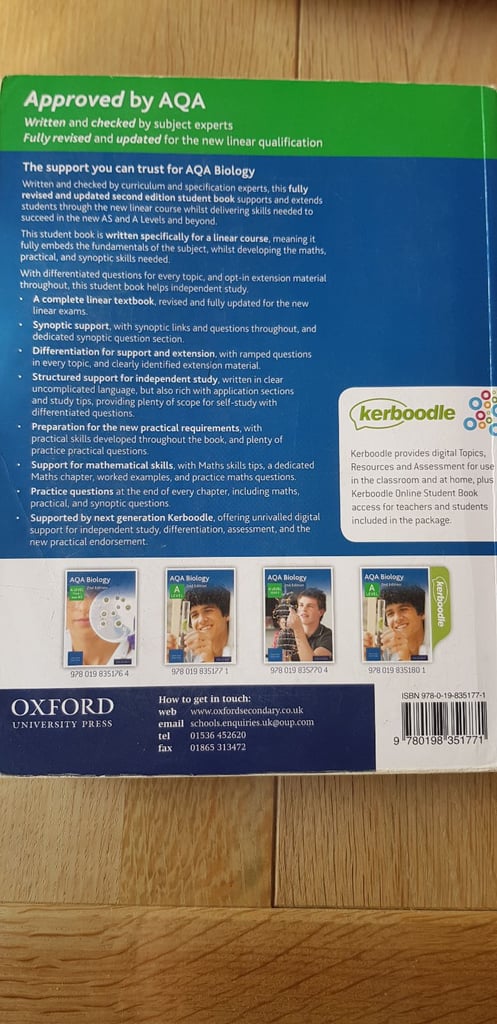 Approved by AQA
Written and checked by subject experts
Fully revised and updated for the new linear qualification
The support you can trust for AQA Biology
Written and checked by curriculum and specification experts, this fully
revised and updated second edition student book supports and extends
students through the new linear course whilst delivering skills needed to
succeed in the new AS and A Levels and beyond.
This student book is written specifically for a linear course, meaning it
fully embeds the fundamentals of the subject, whilst developing the maths,
practical, and synoptic skills needed.
With differentiated questions for every topic, and opt-in extension material
throughout, this student book helps independent study.
• A complete linear textbook, revised and fully updated for the new
linear exams.
• Synoptic support, with synoptic links and questions throughout, and
dedicated synoptic question section.
• Differentiation for support and extension, with ramped questions
in every topic, and clearly identified extension material.
• Structured support for independent study, written in clear
uncomplicated language, but also rich with application sections
and study tips, providing plenty of scope for self-study with
differentiated questions.
• Preparation for the new practical requirements, with
practical skills developed throughout the book, and plenty of
practice practical questions.
• Support for mathematical skills, with Maths skills tips, a dedicated
Maths chapter, worked examples, and practice maths questions.
• Practice questions at the end of every chapter, including maths,
practical, and synoptic questions.
• Supported by next generation Kerboodle, offering unrivalled digital
support for independent study, differentiation, assessment, and the
new practical endorsement.
kerboodle
Kerboodle provides digital Topics,
Resources and Assessment for use
in the classroom and at home, plus
Kerboodle Online Student Book
access for teachers and students
included in the package.
AQA Biology
2nd Edition
A LEVEL
978 019 835176 4
AQA Biology
2nd Edition
A LEVEL
978 019 835177 1
AQA Biology
2nd Edition
A LEVEL
978 019 835770 4
AQA Biology
2nd Edition
A LEVEL
kerboodle
978 019 835180 1
OXFORD
UNIVERSITY PRESS
How to get in touch:
web www.oxfordsecondary.co.uk
email schools.enquiries.uk@oup.com
tel 01536 452620
fax 01865 313472
ISBN 978-0-19-835177-1
9 780198 351771